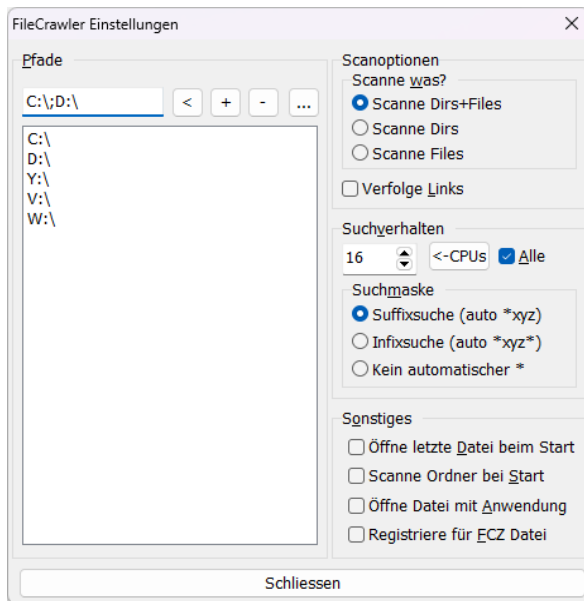 FileCrawler Einstellungen
Pfade
C:\;D:\
<
+
-
...
C:\
D:\
Y:\
V:\
W:\
Scanoptionen
Scanne was?
Scanne Dirs+Files
Scanne Dirs
Scanne Files
Verfolge Links
Suchverhalten
16 <-CPUs Alle
Suchmaske
Suffixsuche (auto *xyz)
Infixsuche (auto *xyz*)
Kein automatischer *
Sonstiges
Öffne letzte Datei beim Start
Scanne Ordner bei Start
Öffne Datei mit Anwendung
Registriere für FCZ Datei
Schliessen